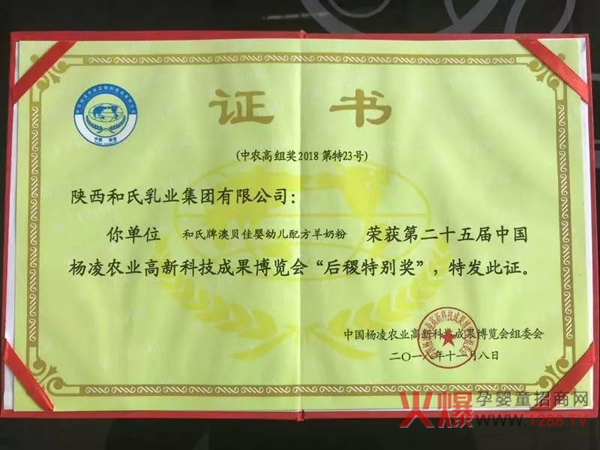 证书
(中农高组奖2018第特23号)
陕西和氏乳业集团有限公司:
你单位 和氏牌澳贝佳婴幼儿配方羊奶粉 荣获第二十五届中国
杨凌农业高新科技成果博览会“后稷特别奖”,特发此证。
中国杨凌农业高新科技成果博览会组委会
二〇一八年十一月八日
火爆孕婴童招商网
www.1288.TV